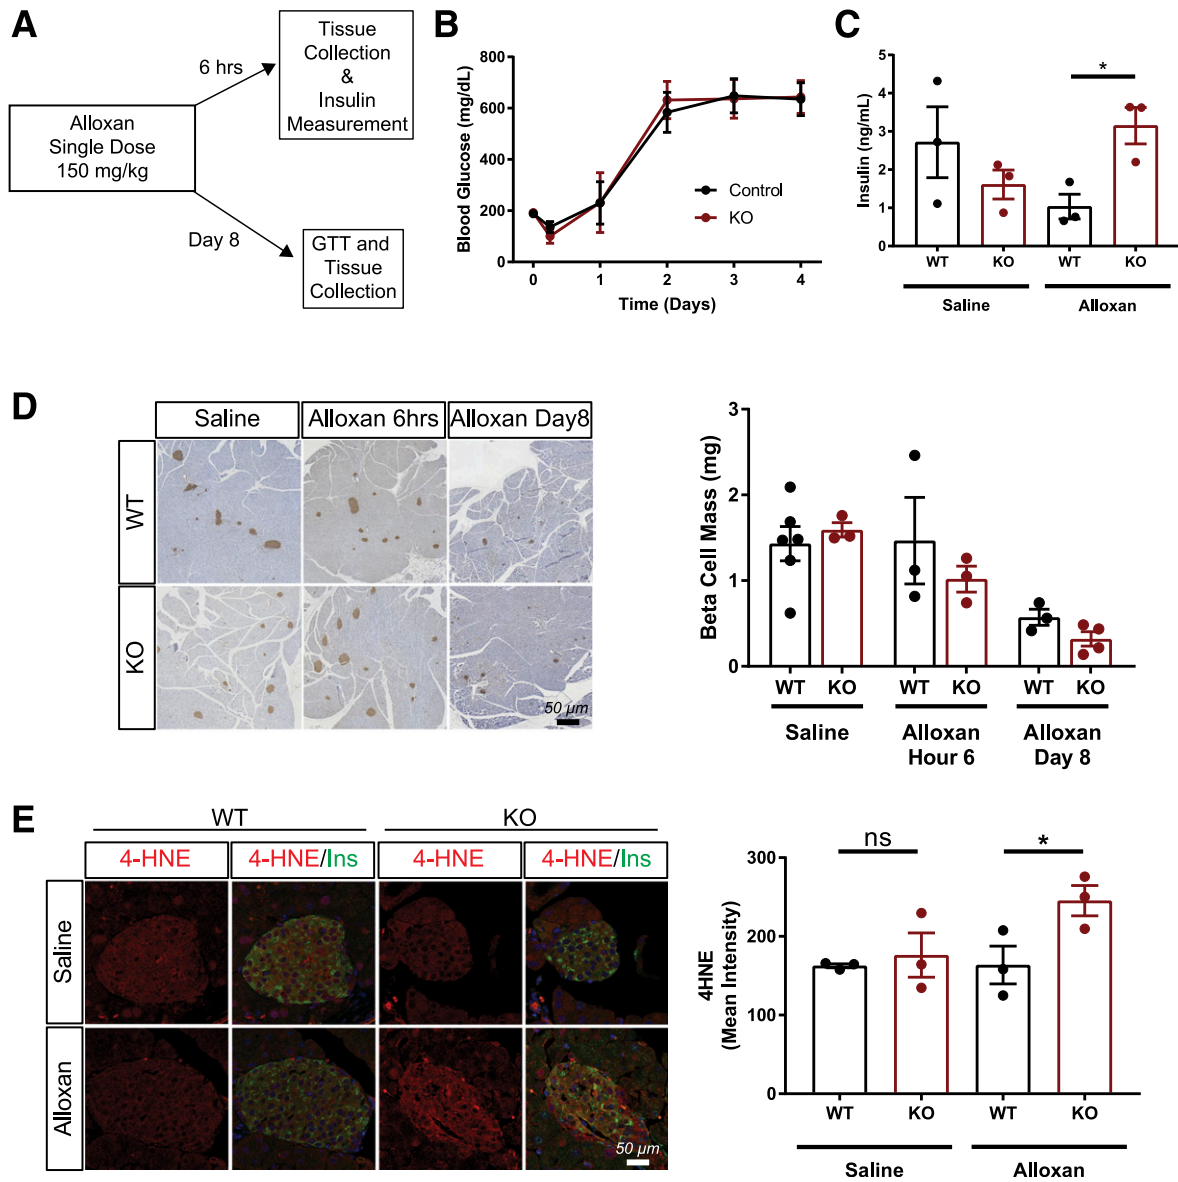 A
Alloxan
Single Dose
150 mg/kg
6 hrs
Day 8
Tissue
Collection
&
Insulin
Measurement
GTT and
Tissue
Collection
B
Blood Glucose (mg/dL)
800
600
400
200
0
0 1 2 3 4
Time (Days)
Control
KO
C
Insulin (ng/mL)
5
4
3
2
1
0
*
WT KO WT KO
Saline Alloxan
D
Saline Alloxan 6hrs Alloxan Day8
WT
KO
50 µm
Beta Cell Mass (mg)
3
2
1
0
WT KO WT KO WT KO
Saline Alloxan Alloxan
Hour 6 Day 8
E
WT KO
4-HNE 4-HNE/Ins 4-HNE 4-HNE/Ins
Saline
Alloxan
50 µm
4HNE
(Mean Intensity)
300
200
100
0
ns *
WT KO WT KO
Saline Alloxan